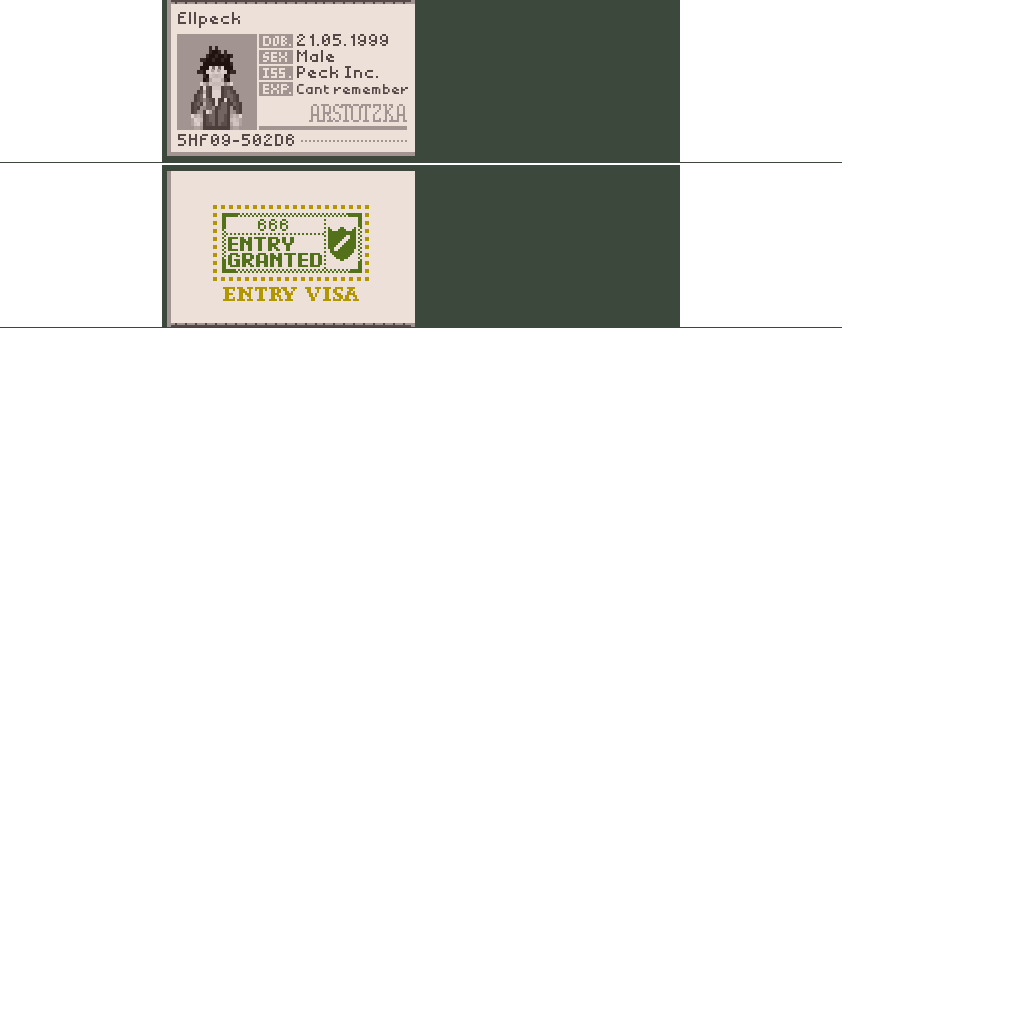 Ellpeck
DOB. 21.05.1999
SEX Male
ISS. Peck Inc.
EXP. Cant remember
ARSTOTZKA
5HF09-502D6
666
ENTRY
GRANTED
ENTRY VISA